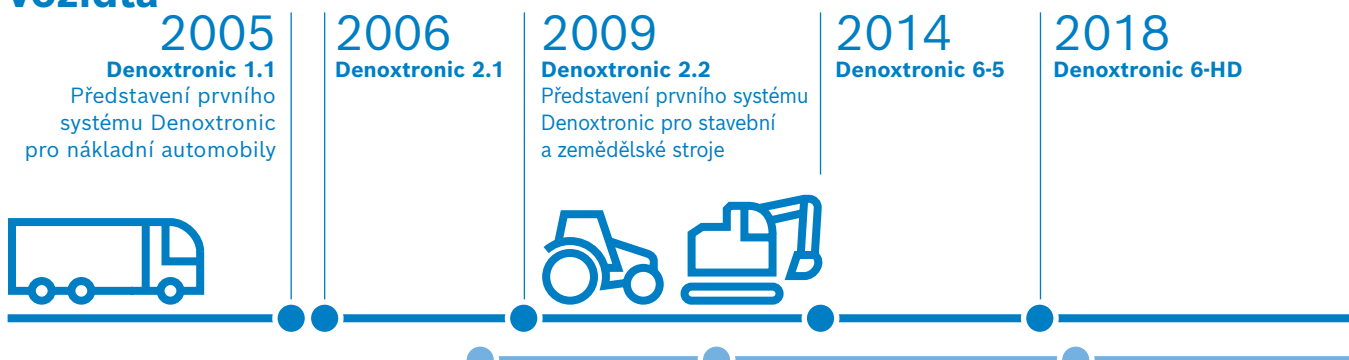 vozidla
2005
Denoxtronic 1.1
Představení prvního
systému Denoxtronic
pro nákladní automobily
2006
Denoxtronic 2.1
2009
Denoxtronic 2.2
Představení prvního systému
Denoxtronic pro stavební
a zemědělské stroje
2014
Denoxtronic 6-5
2018
Denoxtronic 6-HD